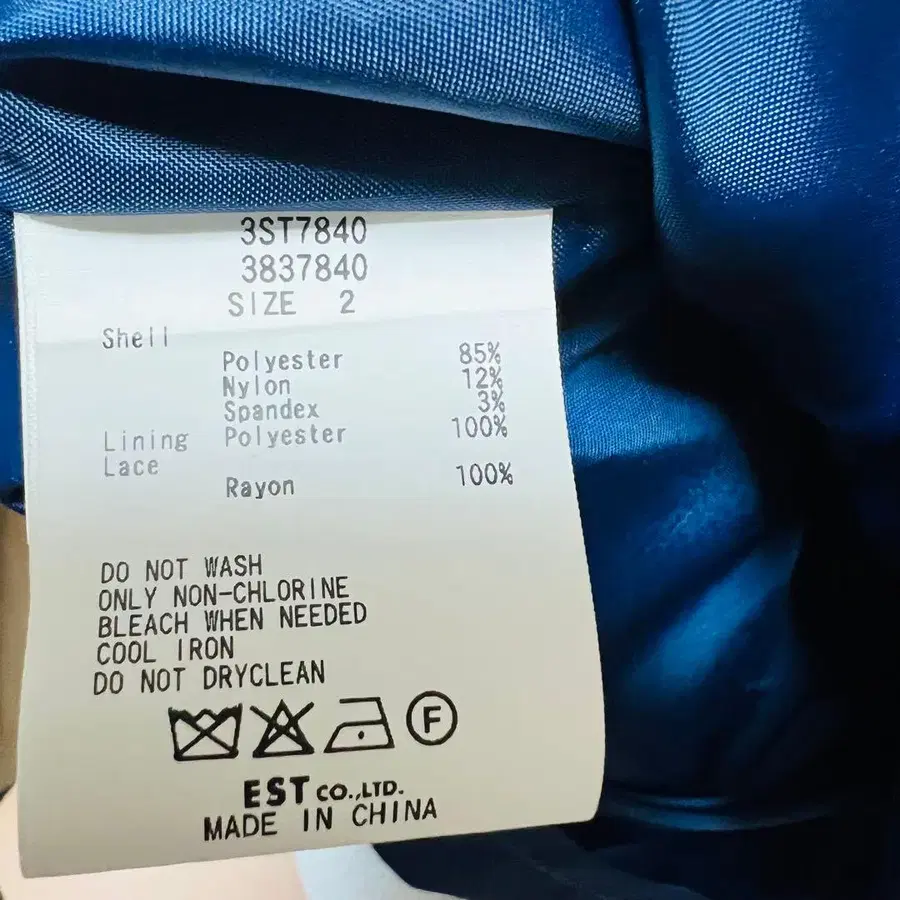 3ST7840
3837840
SIZE 2
Shell
Polyester 85%
Nylon 12%
Spandex 3%
Lining Polyester 100%
Lace
Rayon 100%
DO NOT WASH
ONLY NON-CHLORINE
BLEACH WHEN NEEDED
COOL IRON
DO NOT DRYCLEAN
F
EST CO.,LTD.
MADE IN CHINA